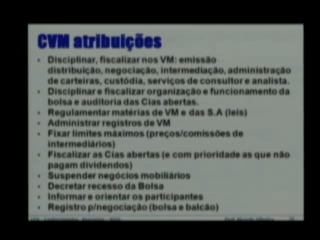 CVM atribuições
• Disciplinar, fiscalizar nos VM: emissão
distribuição, negociação, intermediação, administração
de carteiras, custódia, serviços de consultor e analista.
• Disciplinar e fiscalizar organização e funcionamento da
bolsa e auditoria das Cias abertas.
• Regulamentar matérias de VM e das S.A (leis)
• Administrar registros de VM
• Fixar limites máximos (preços/comissões de
intermediários)
• Fiscalizar as Cias abertas (e com prioridade as que não
pagam dividendos)
• Suspender negócios mobiliários
• Decretar recesso da Bolsa
• Informar e orientar os participantes
• Registro p/negociação (bolsa e balcão)